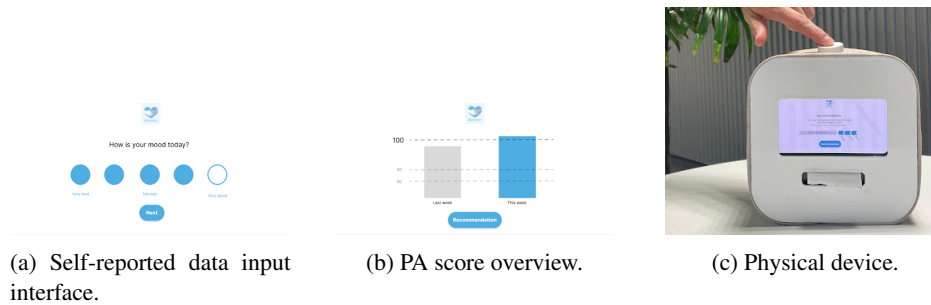 How is your mood today?
Very bad
Normal
Very good
Next
100
Last week
This week
Recommendation
(a) Self-reported data input
interface.
(b) PA score overview.
(c) Physical device.